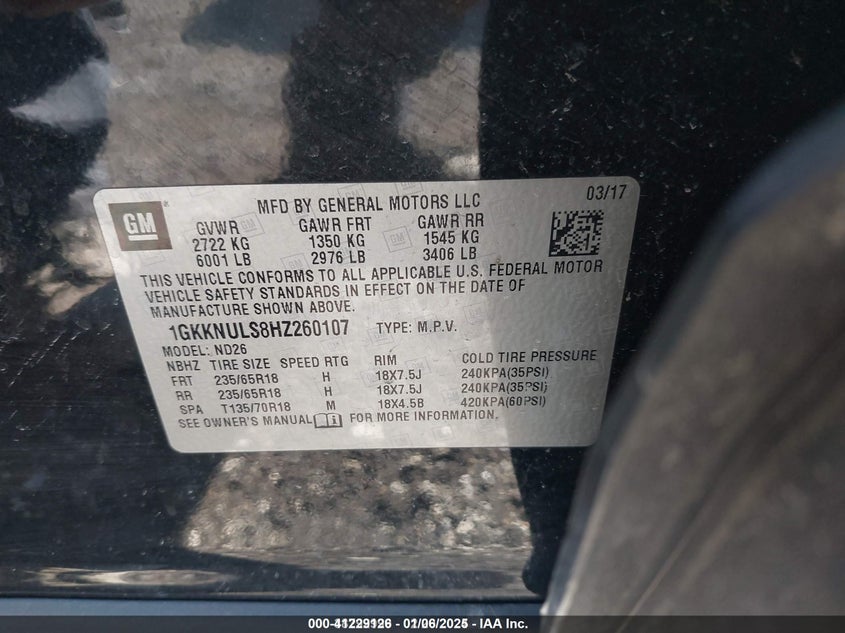 MFD BY GENERAL MOTORS LLC 03/17
GM
GVWR GAWR FRT GAWR RR
2722 KG 1350 KG 1545 KG
6001 LB 2976 LB 3406 LB
THIS VEHICLE CONFORMS TO ALL APPLICABLE U.S. FEDERAL MOTOR
VEHICLE SAFETY STANDARDS IN EFFECT ON THE DATE OF
MANUFACTURE SHOWN ABOVE.
1GKKNULS8HZ260107 TYPE: M.P.V.
MODEL: ND26
NBHZ TIRE SIZE SPEED RTG RIM COLD TIRE PRESSURE
FRT 235/65R18 H 18X7.5J 240KPA(35PSI)
RR 235/65R18 H 18X7.5J 240KPA(35PSI)
SPA T135/70R18 M 18X4.5B 420KPA(60PSI)
SEE OWNER'S MANUAL FOR MORE INFORMATION.
- IAA Inc.